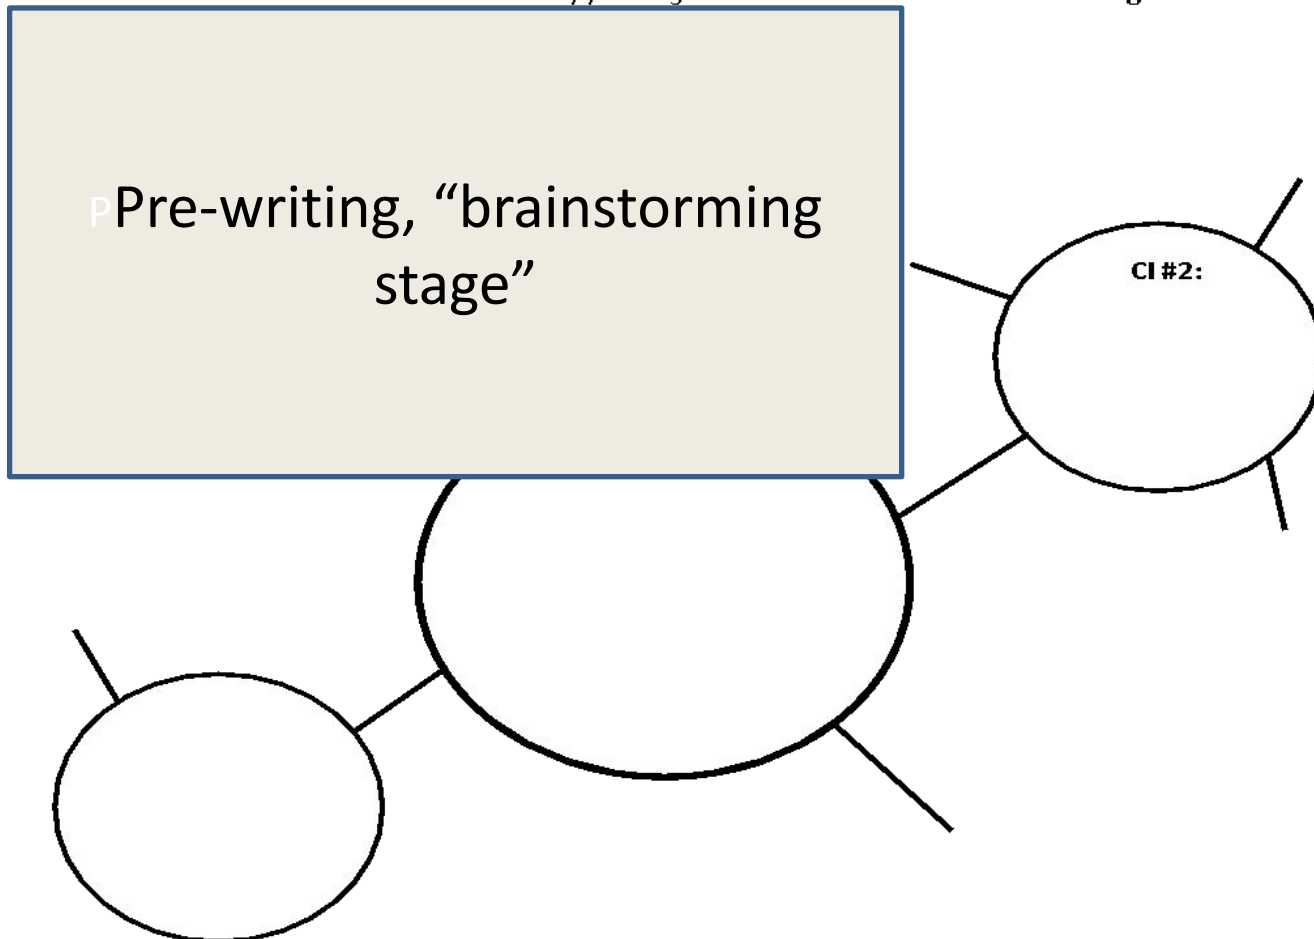 PPre-writing, “brainstorming
stage”
CI #2: